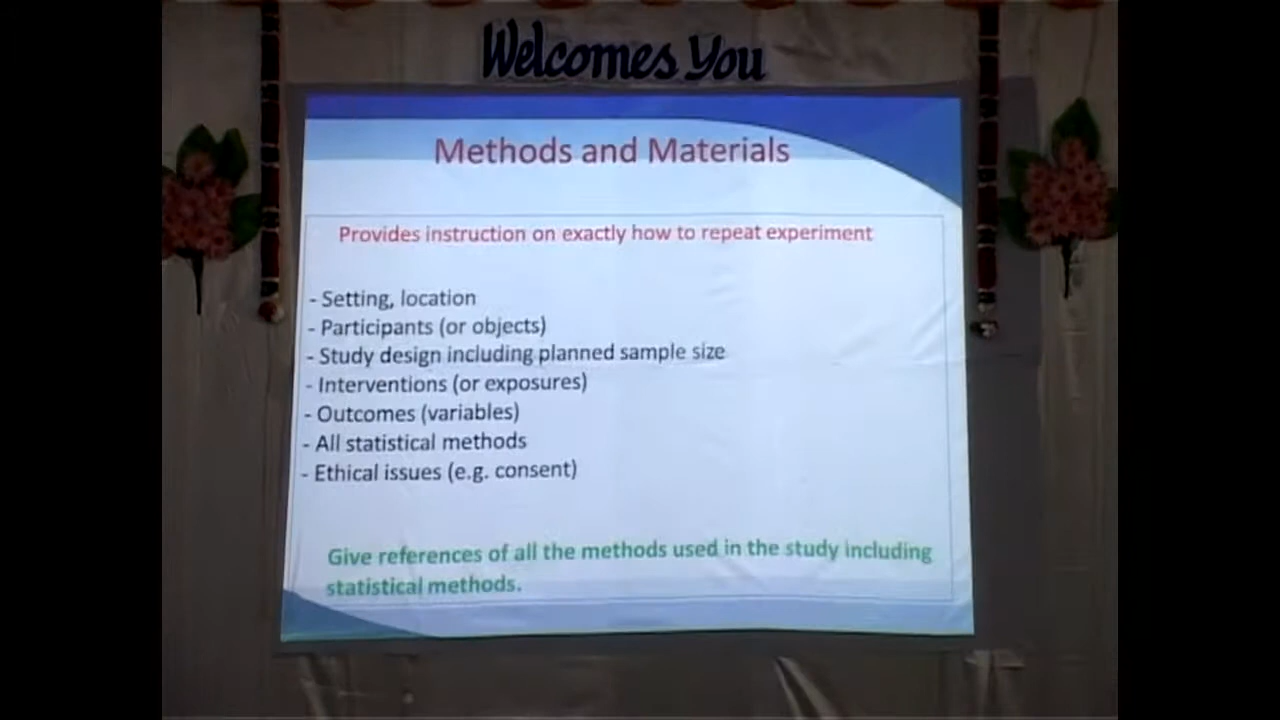 Welcomes You
Methods and Materials
Provides instruction on exactly how to repeat experiment
- Setting, location
- Participants (or objects)
- Study design including planned sample size
- Interventions (or exposures)
- Outcomes (variables)
- All statistical methods
- Ethical issues (e.g. consent)
Give references of all the methods used in the study including
statistical methods.